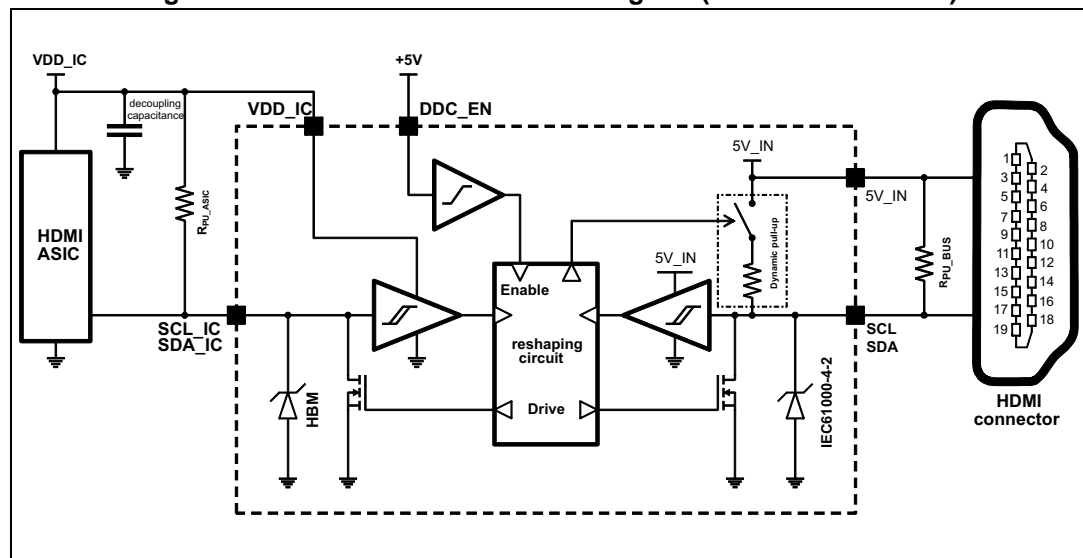 VDD_IC
+5V
decoupling
capacitance
VDD_IC
DDC_EN
5V_IN
5V_IN
RPU_ASIC
HDMI
ASIC
Dynamic pull-up
RPU_BUS
5V_IN
Enable
reshaping
circuit
Drive
SCL_IC
SDA_IC
SCL
SDA
HBM
IEC61000-4-2
1
2
3
4
5
6
7
8
9
10
11
12
13
14
15
16
17
18
19
HDMI
connector